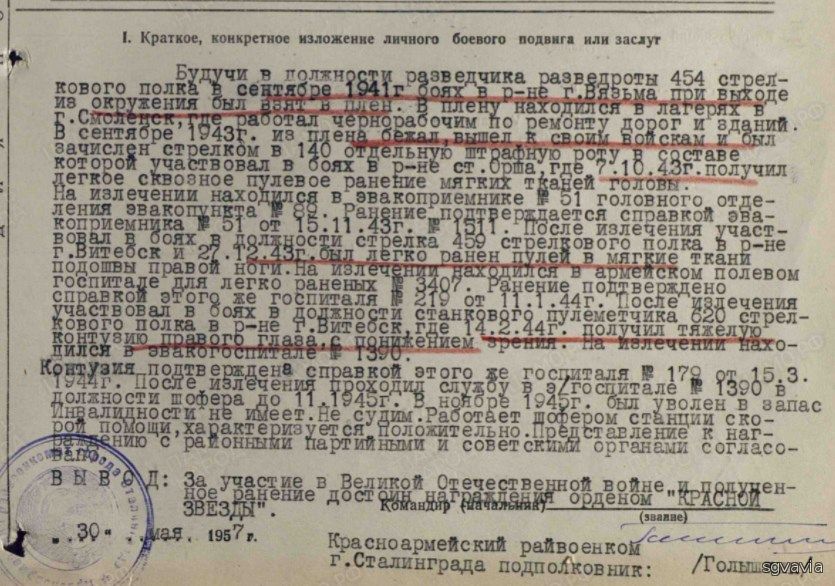 I. Краткое, конкретное изложение личного боевого подвига или заслуг
Будучи в должности разведчика разведроты 454 стрел-
кового полка в сентябре 1941г боях в р-не г.Вязьма при выходе
из окружения был взят в плен. В плену находился в лагерях в
г.Смоленск,где работал чернорабочим по ремонту дорог и зданий.
В сентябре 1943г. из плена бежал,вышел к своим войскам и был
зачислен стрелком в 140 отдельную штрафную роту в составе
которой участвовал в боях в р-не ст.Орша,где 7.10.43г.получил
легкое сквозное пулевое ранение мягких тканей головы.
На излечении находился в эвакоприемнике № 51 головного отде-
ления эвакопункта № 89. Ранение подтверждается справкой эва-
коприемника № 51 от 15.11.43г. № 1511. После излечения участ-
вовал в боях в должности стрелка 459 стрелкового полка в р-не
г.Витебск и 27.12.43г.был легко ранен пулей в мягкие ткани
подошвы правой ноги.На излечении находился в армейском полевом
госпитале для легко раненых № 3407. Ранение подтверждено
справкой этого же госпиталя № 219 от 11.1.44г. После излечения
участвовал в боях в должности станкового пулеметчика 620 стрел-
кового полка в р-не г.Витебск,где 14.2.44г. получил тяжелую
контузию правого глаза,с понижением зрения. На излечении нахо-
дился в эвакогоспитале № 1390.
Контузия подтверждена справкой этого же госпиталя № 179 от 15.3.
1944г. После излечения проходил службу в э/госпитале № 1390 в
должности шофера до 11.1945г. В ноябре 1945г. был уволен в запас
Инвалидности не имеет.Не судим.Работает шофером станции ско-
рой помощи,характеризуется положительно.Представление к наг-
раждению с районными партийными и советскими органами согласо-
вано.
ВЫВОД: За участие в Великой Отечественной войне и получен-
ное ранение достоин награждения орденом "КРАСНОЙ
ЗВЕЗДЫ".
Командир (начальник)
(звание)
„30" мая 1957г.
Красноармейский райвоенком
г.Сталинграда подполковник:
sgvavia